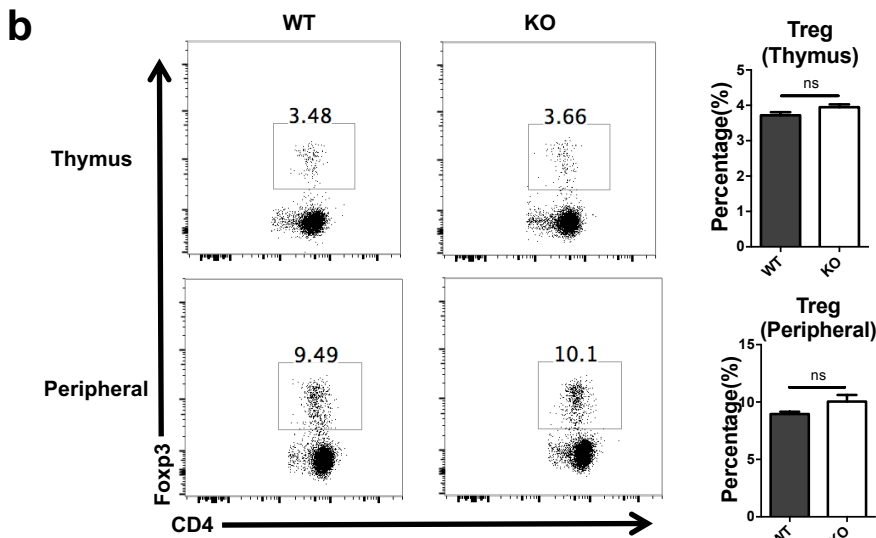 b
WT
KO
Thymus
3.48
3.66
Peripheral
9.49
10.1
Foxp3
CD4
Treg
(Thymus)
Percentage(%)
5
4
3
2
1
0
ns
WT
KO
Treg
(Peripheral)
Percentage(%)
15
10
5
0
ns
WT
KO